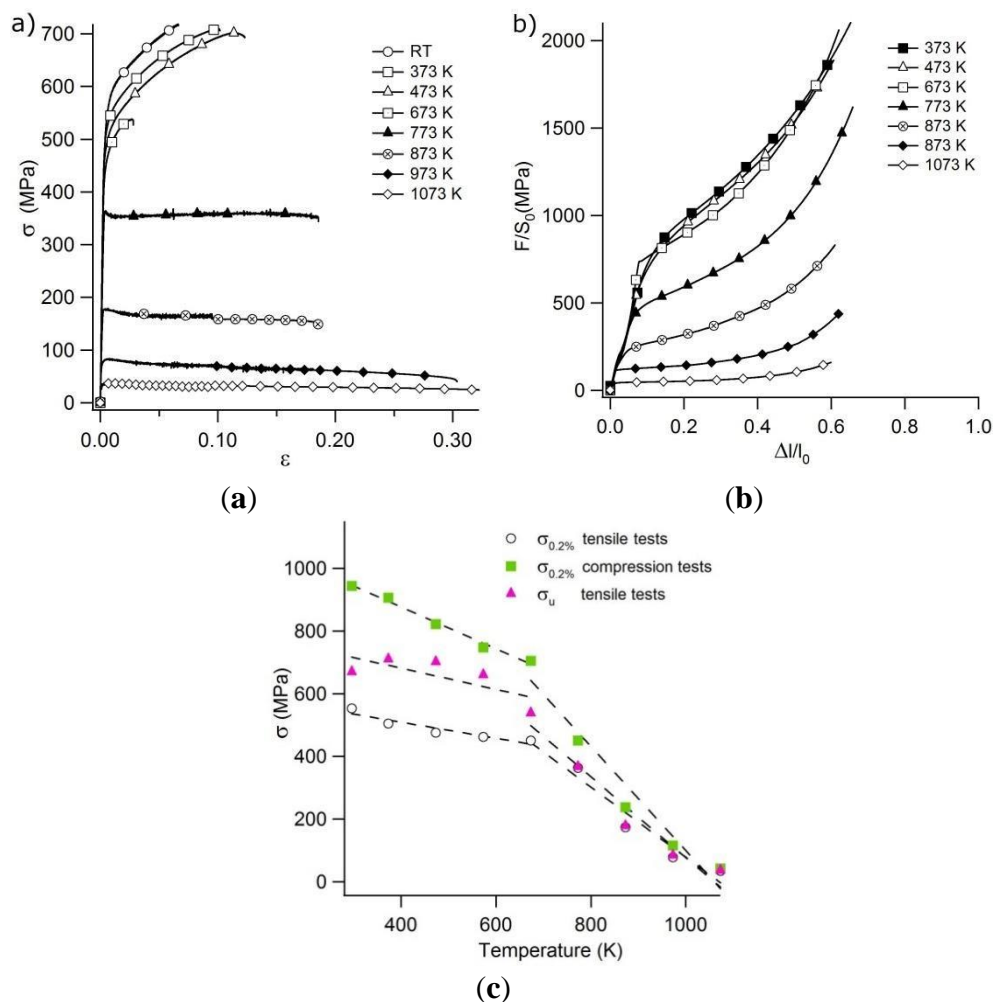 a)
700
600
500
400
300
200
100
0
σ (MPa)
0.00
0.10
0.20
0.30
ε
RT
373 K
473 K
673 K
773 K
873 K
973 K
1073 K
(a)
b)
2000
1500
1000
500
0
F/S₀(MPa)
0.0
0.2
0.4
0.6
0.8
1.0
Δl/l₀
373 K
473 K
673 K
773 K
873 K
873 K
1073 K
(b)
σ0.2% tensile tests
σ0.2% compression tests
σu tensile tests
1000
800
600
400
200
0
σ (MPa)
400
600
800
1000
Temperature (K)
(c)